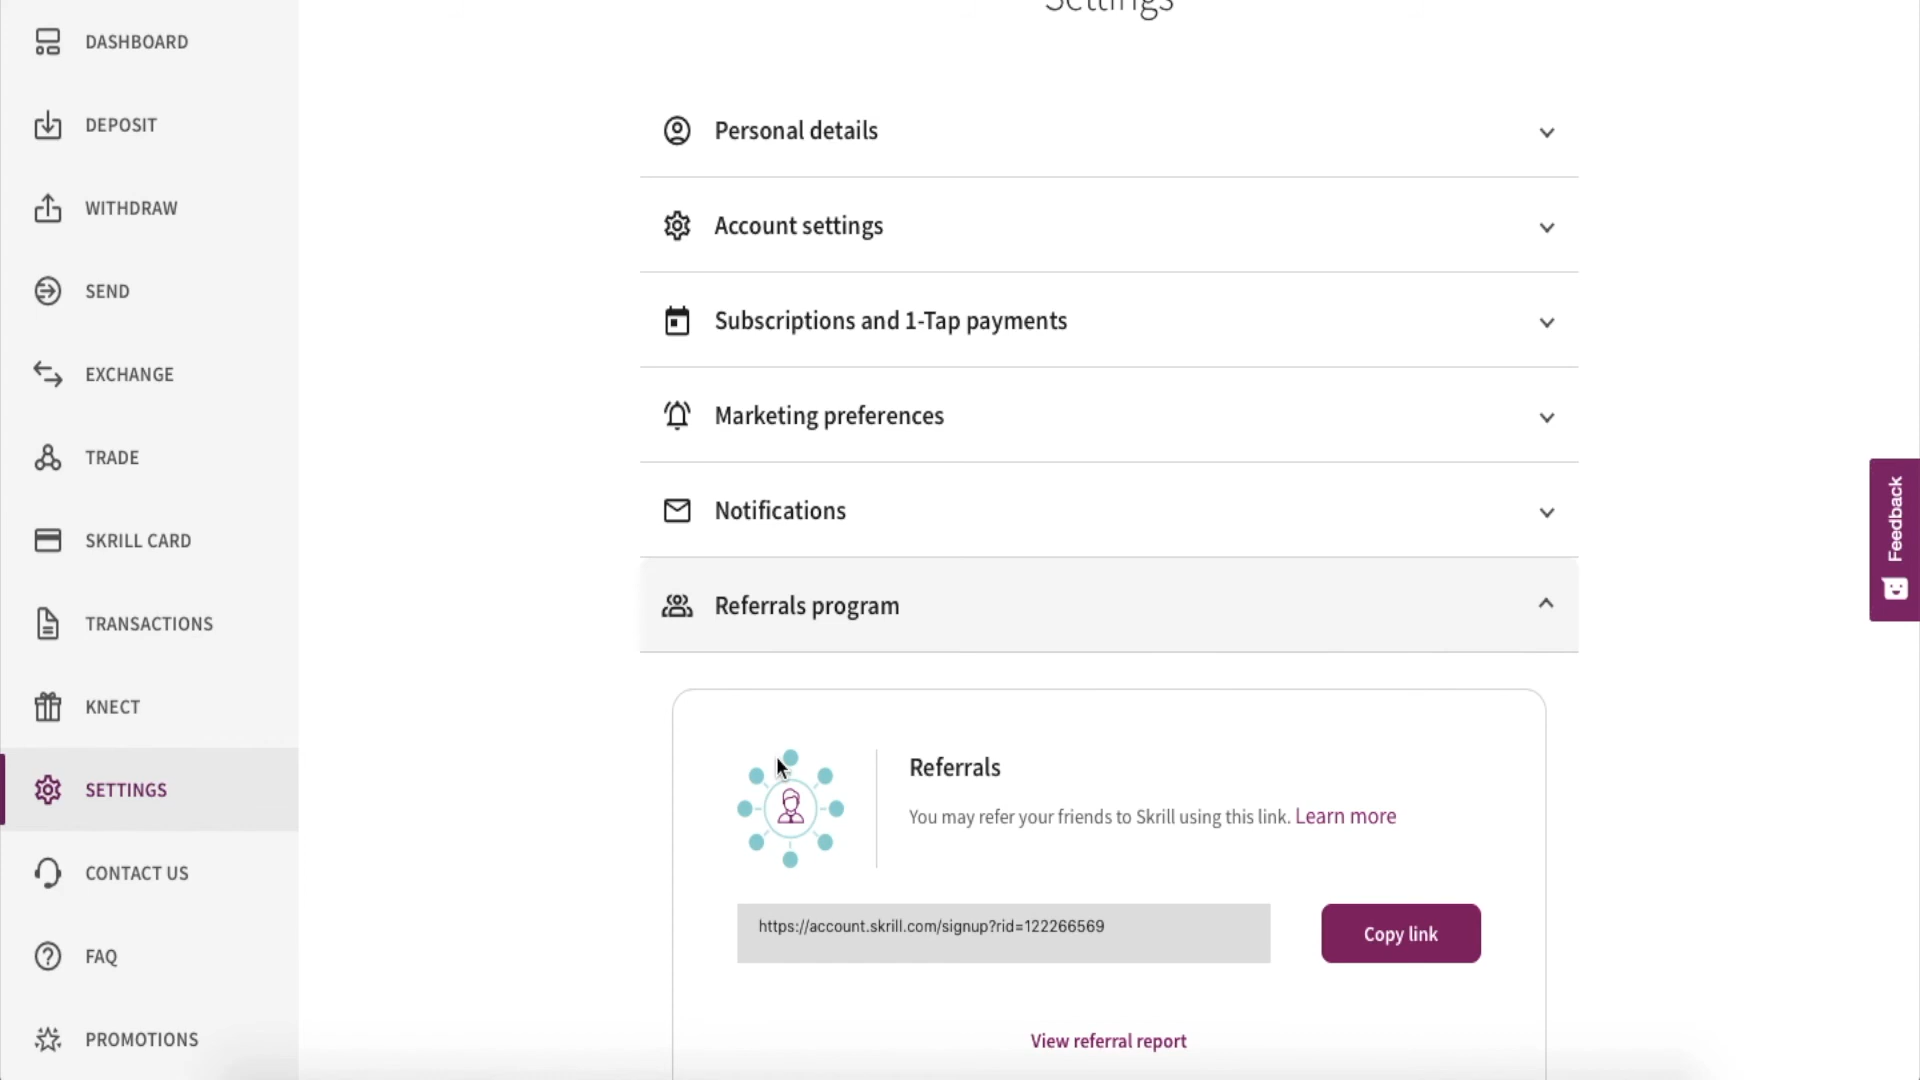 Settings
DASHBOARD
DEPOSIT
WITHDRAW
SEND
EXCHANGE
TRADE
SKRILL CARD
TRANSACTIONS
KNECT
SETTINGS
CONTACT US
FAQ
PROMOTIONS
Personal details
Account settings
Subscriptions and 1-Tap payments
Marketing preferences
Notifications
Referrals program
Referrals
You may refer your friends to Skrill using this link. Learn more
https://account.skrill.com/signup?rid=122266569
Copy link
View referral report
Feedback